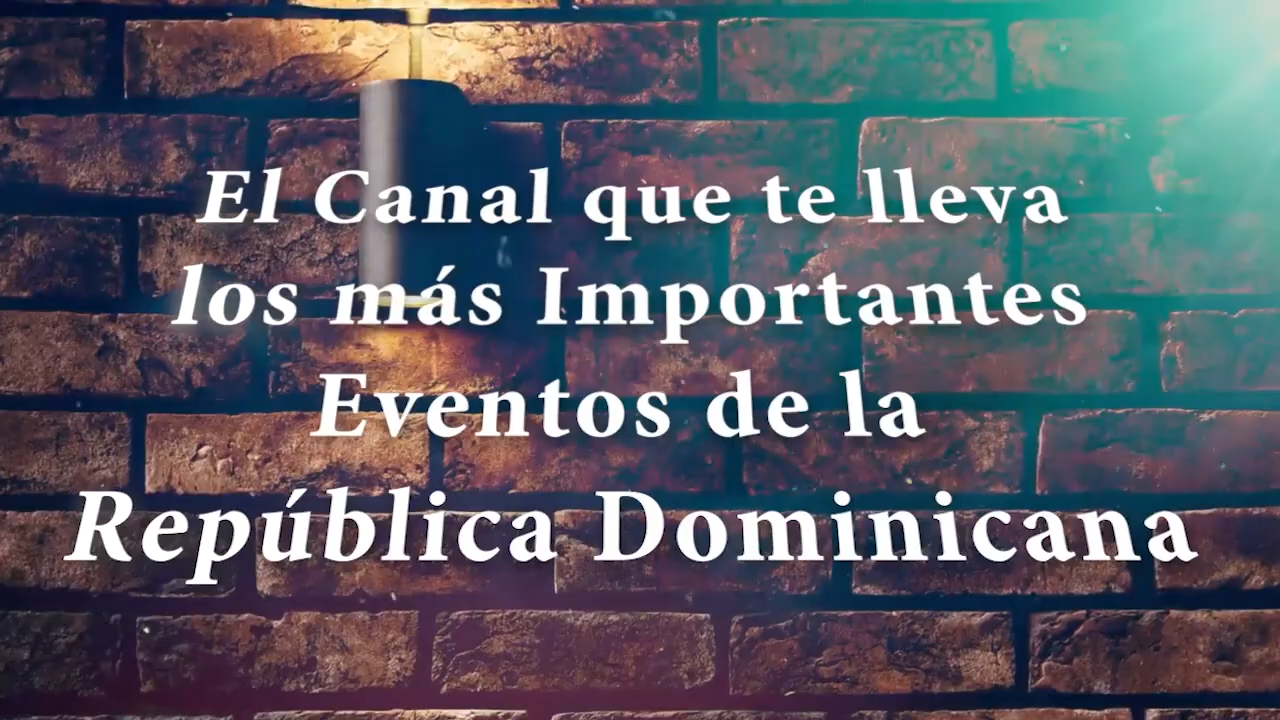 El Canal que te lleva
los más Importantes
Eventos de la
República Dominicana